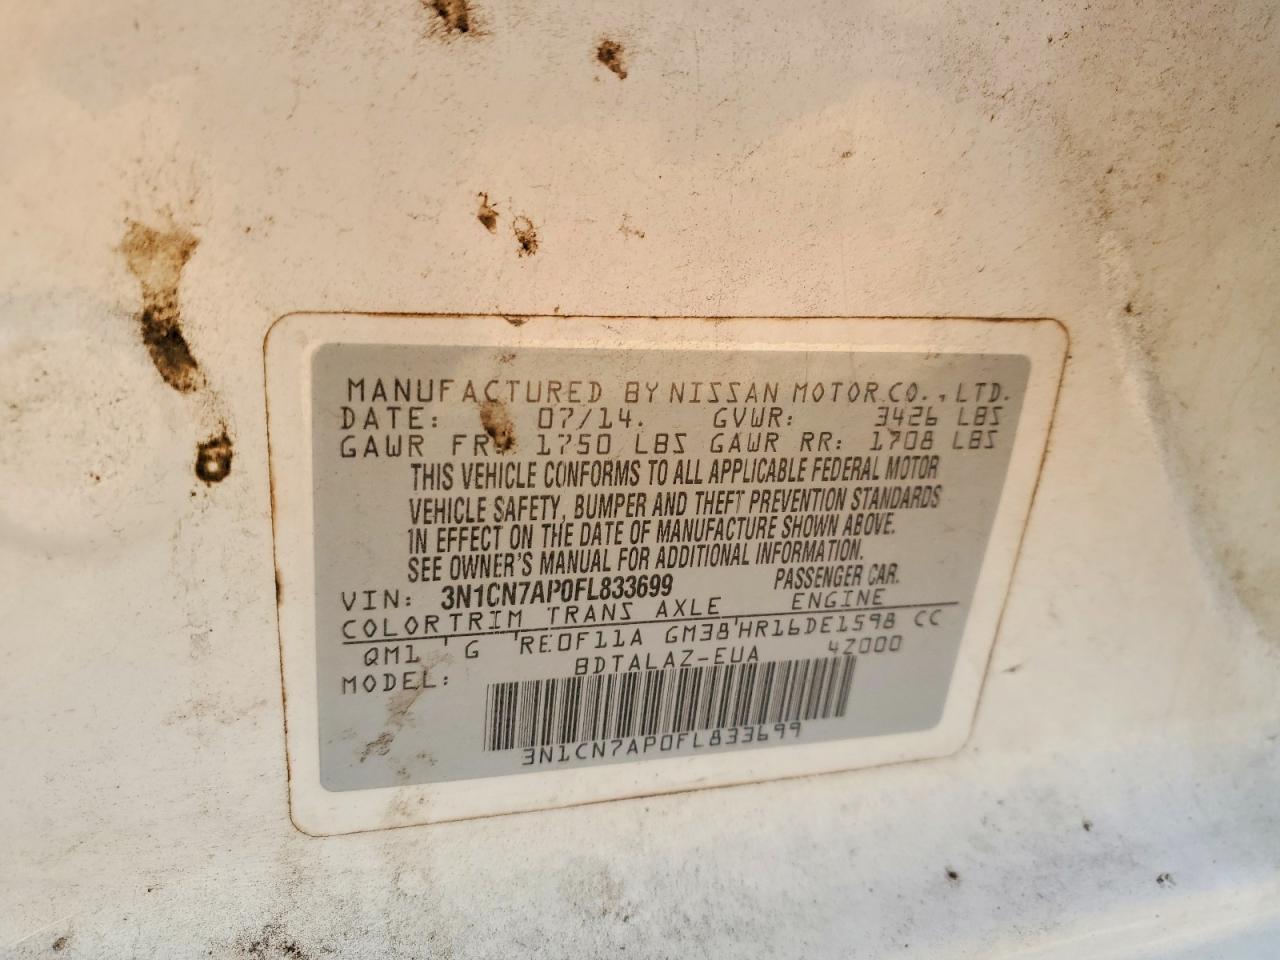 MANUFACTURED BY NISSAN MOTOR CO., LTD.
DATE: 07/14. GVWR: 3426 LBS
GAWR FR: 1750 LBS GAWR RR: 1708 LBS
THIS VEHICLE CONFORMS TO ALL APPLICABLE FEDERAL MOTOR
VEHICLE SAFETY, BUMPER AND THEFT PREVENTION STANDARDS
IN EFFECT ON THE DATE OF MANUFACTURE SHOWN ABOVE.
SEE OWNER'S MANUAL FOR ADDITIONAL INFORMATION.
VIN: 3N1CN7AP0FL833699 PASSENGER CAR.
COLOR TRIM TRANS AXLE ENGINE
QM1 G RE0F11A GM38 HR16DE1598 CC
MODEL: BDTALAZ-EUA 4Z000
3N1CN7AP0FL833699